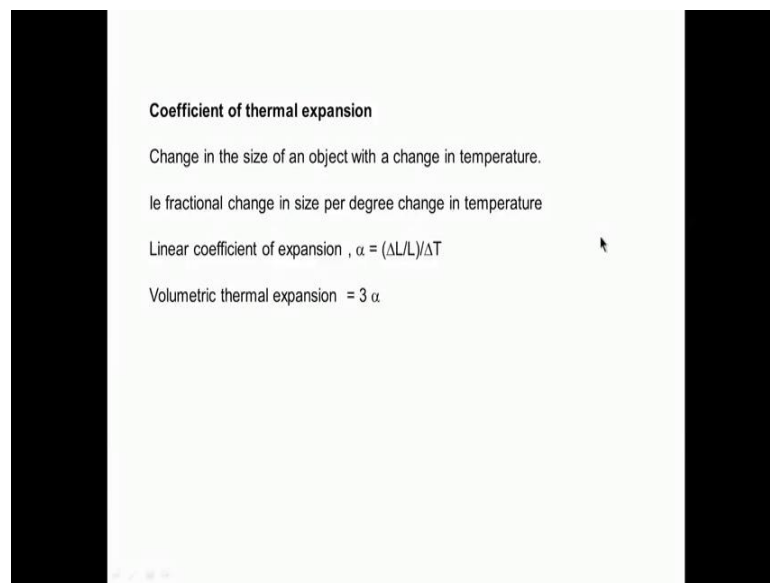 Coefficient of thermal expansion
Change in the size of an object with a change in temperature.
Ie fractional change in size per degree change in temperature
Linear coefficient of expansion , α = (ΔL/L)/ΔT
Volumetric thermal expansion = 3 α